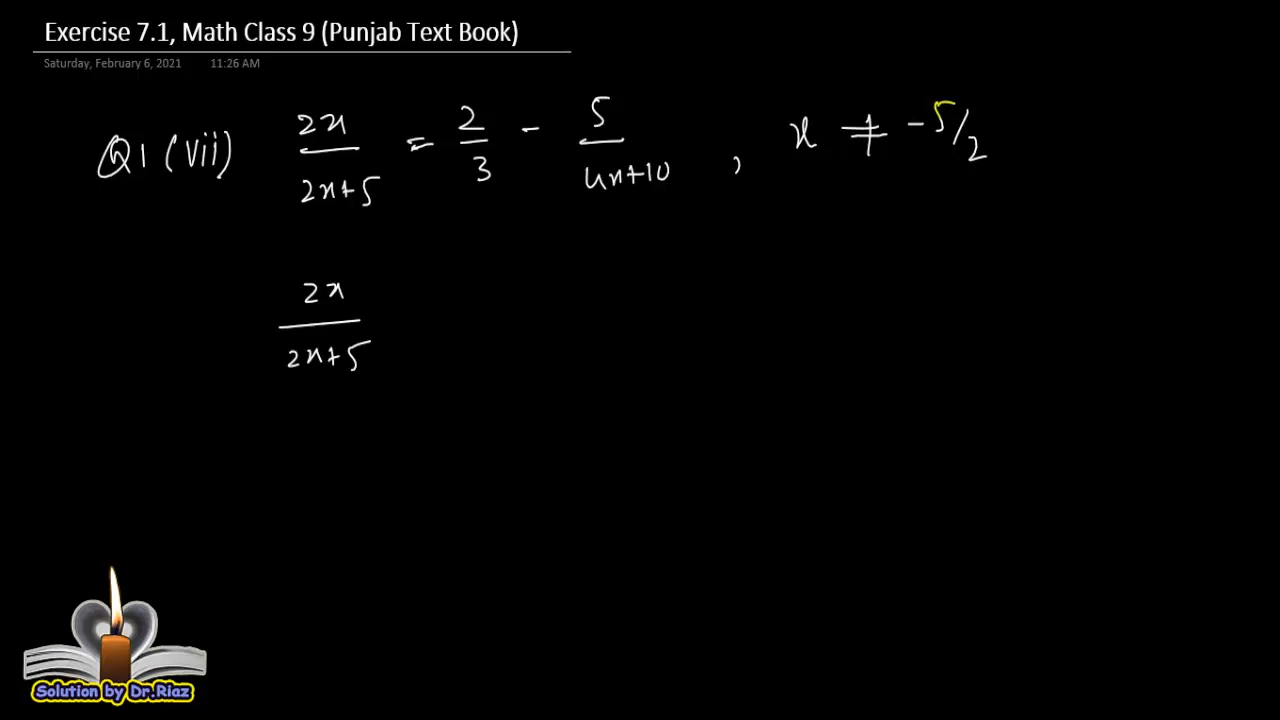 Exercise 7.1, Math Class 9 (Punjab Text Book)
Saturday, February 6, 2021 11:26 AM
Q1 (vii) 2x/2x+5 = 2/3 - 5/4x+10 , x ≠ -5/2
2x/2x+5
Solution by Dr.Riaz